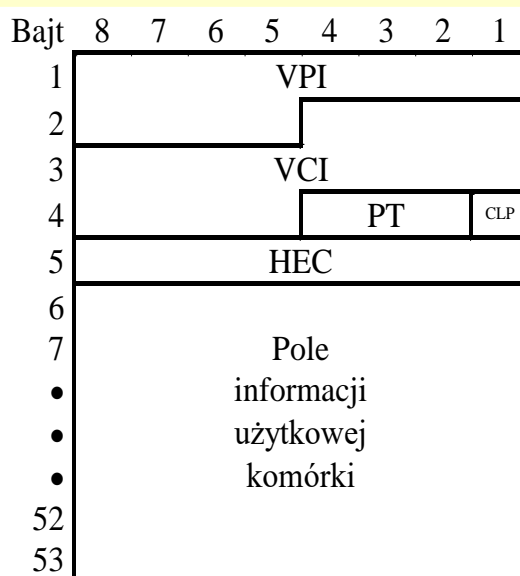 Bajt 8 7 6 5 4 3 2 1
1 VPI
2
3 VCI
4 PT CLP
5 HEC
6
7 Pole
• informacji
• użytkowej
• komórki
52
53